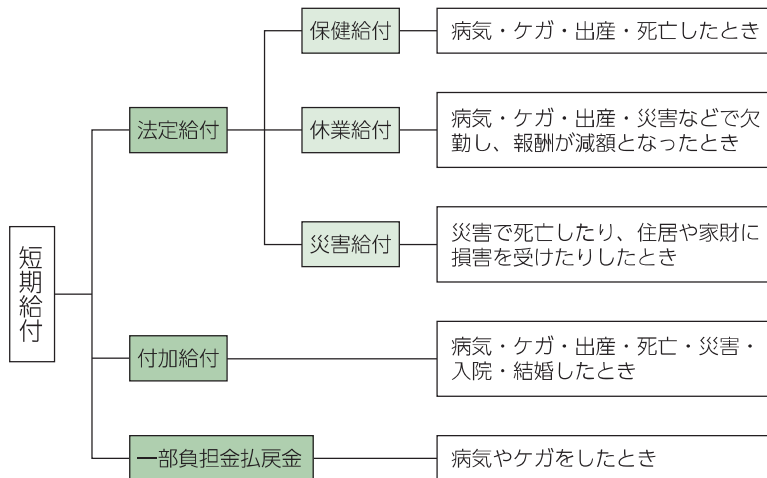 短期給付
法定給付
保健給付
病気・ケガ・出産・死亡したとき
休業給付
病気・ケガ・出産・災害などで欠
勤し、報酬が減額となったとき
災害給付
災害で死亡したり、住居や家財に
損害を受けたりしたとき
付加給付
病気・ケガ・出産・死亡・災害・
入院・結婚したとき
一部負担金払戻金
病気やケガをしたとき